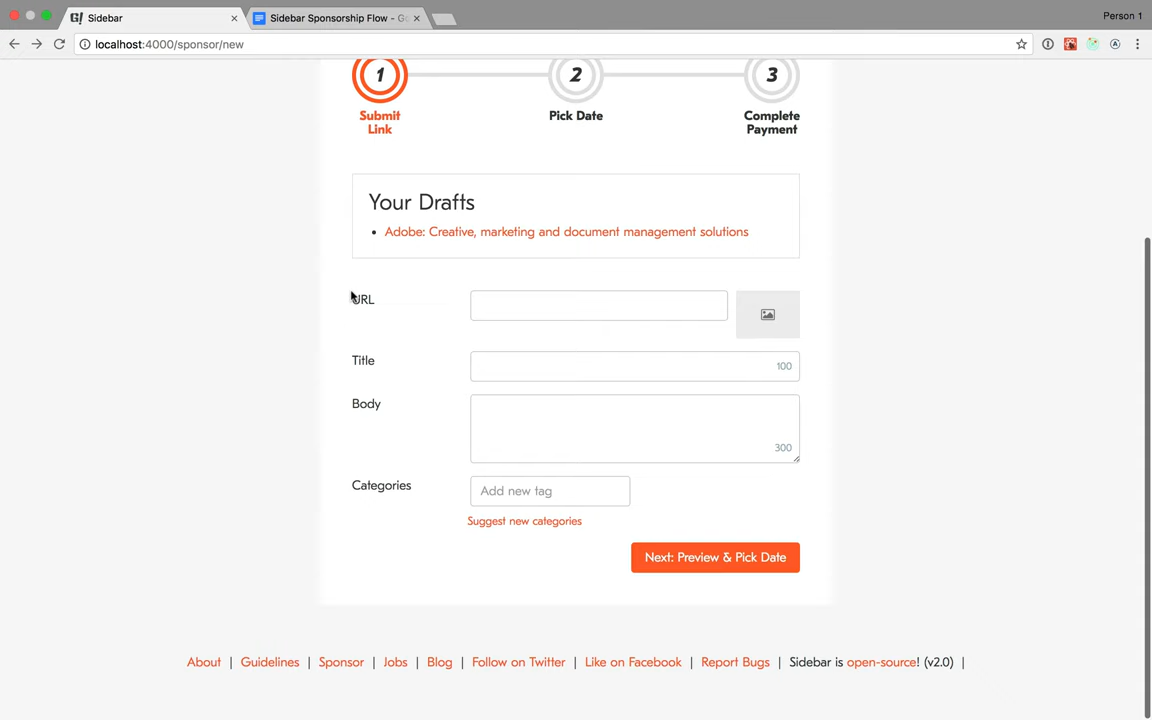 Person 1
Sidebar
Sidebar Sponsorship Flow - Go
localhost:4000/sponsor/new
1
2
3
Submit
Link
Pick Date
Complete
Payment
Your Drafts
Adobe: Creative, marketing and document management solutions
URL
Title
100
Body
300
Categories
Add new tag
Suggest new categories
Next: Preview & Pick Date
About | Guidelines | Sponsor | Jobs | Blog | Follow on Twitter | Like on Facebook | Report Bugs | Sidebar is open-source! (v2.0) |